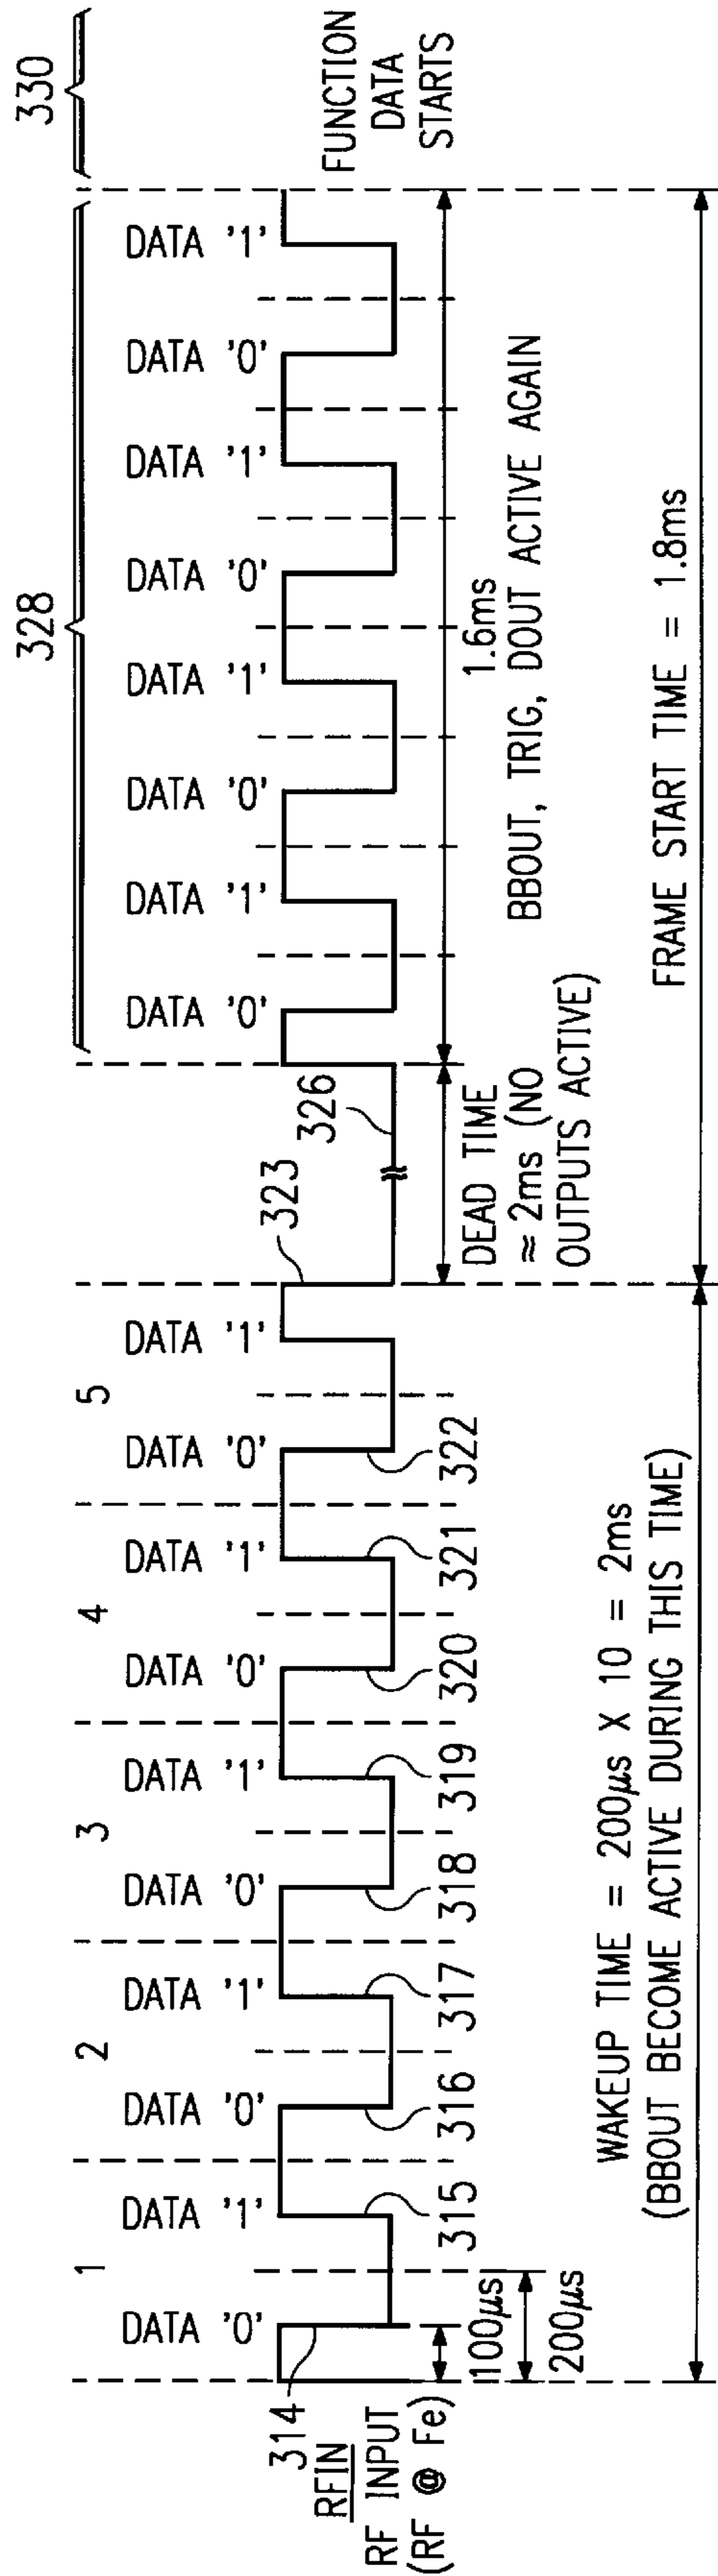 328
330
1
2
3
4
5
DATA '0'
DATA '1'
DATA '0'
DATA '1'
DATA '0'
DATA '1'
DATA '0'
DATA '1'
DATA '0'
DATA '1'
DATA '0'
DATA '1'
DATA '0'
DATA '1'
DATA '0'
DATA '1'
DATA '0'
DATA '1'
314
RFIN
RF INPUT
(RF @ Fe)
323
326
FUNCTION
DATA
STARTS
315
316
317
318
319
320
321
322
100μs
200μs
DEAD TIME
≈ 2ms (NO
OUTPUTS ACTIVE)
1.6ms
BBOUT, TRIG, DOUT ACTIVE AGAIN
WAKEUP TIME = 200μs X 10 = 2ms
(BBOUT BECOME ACTIVE DURING THIS TIME)
FRAME START TIME = 1.8ms